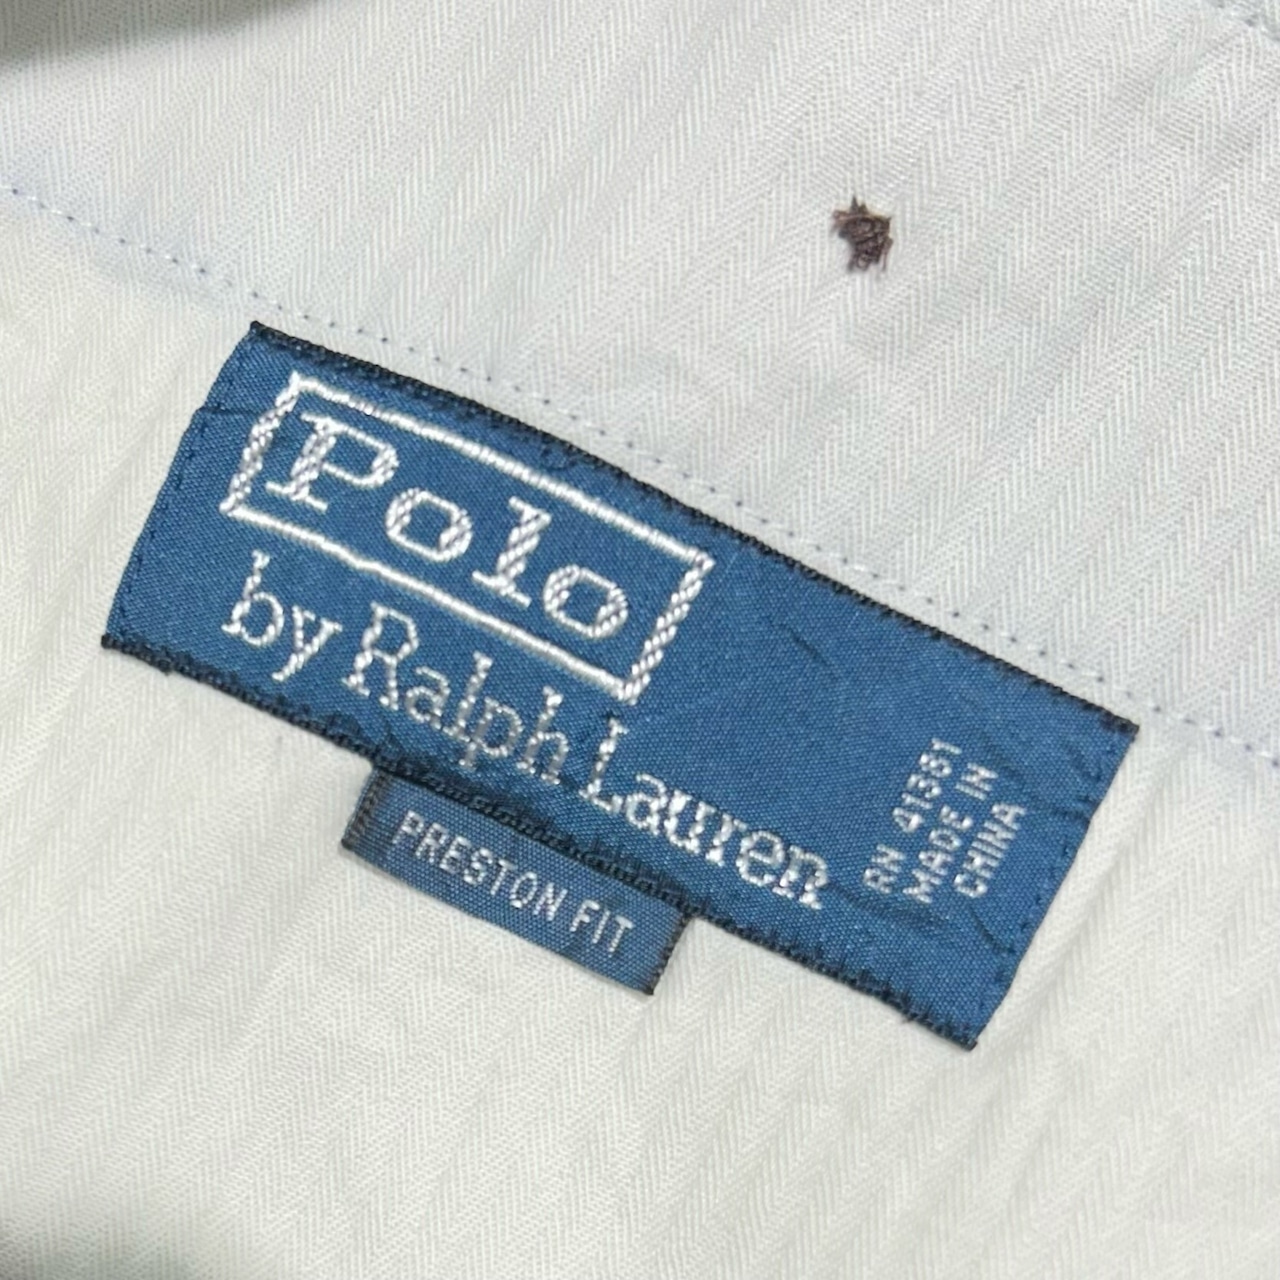 Polo
by Ralph Lauren
RN 41381
MADE IN
CHINA
PRESTON FIT